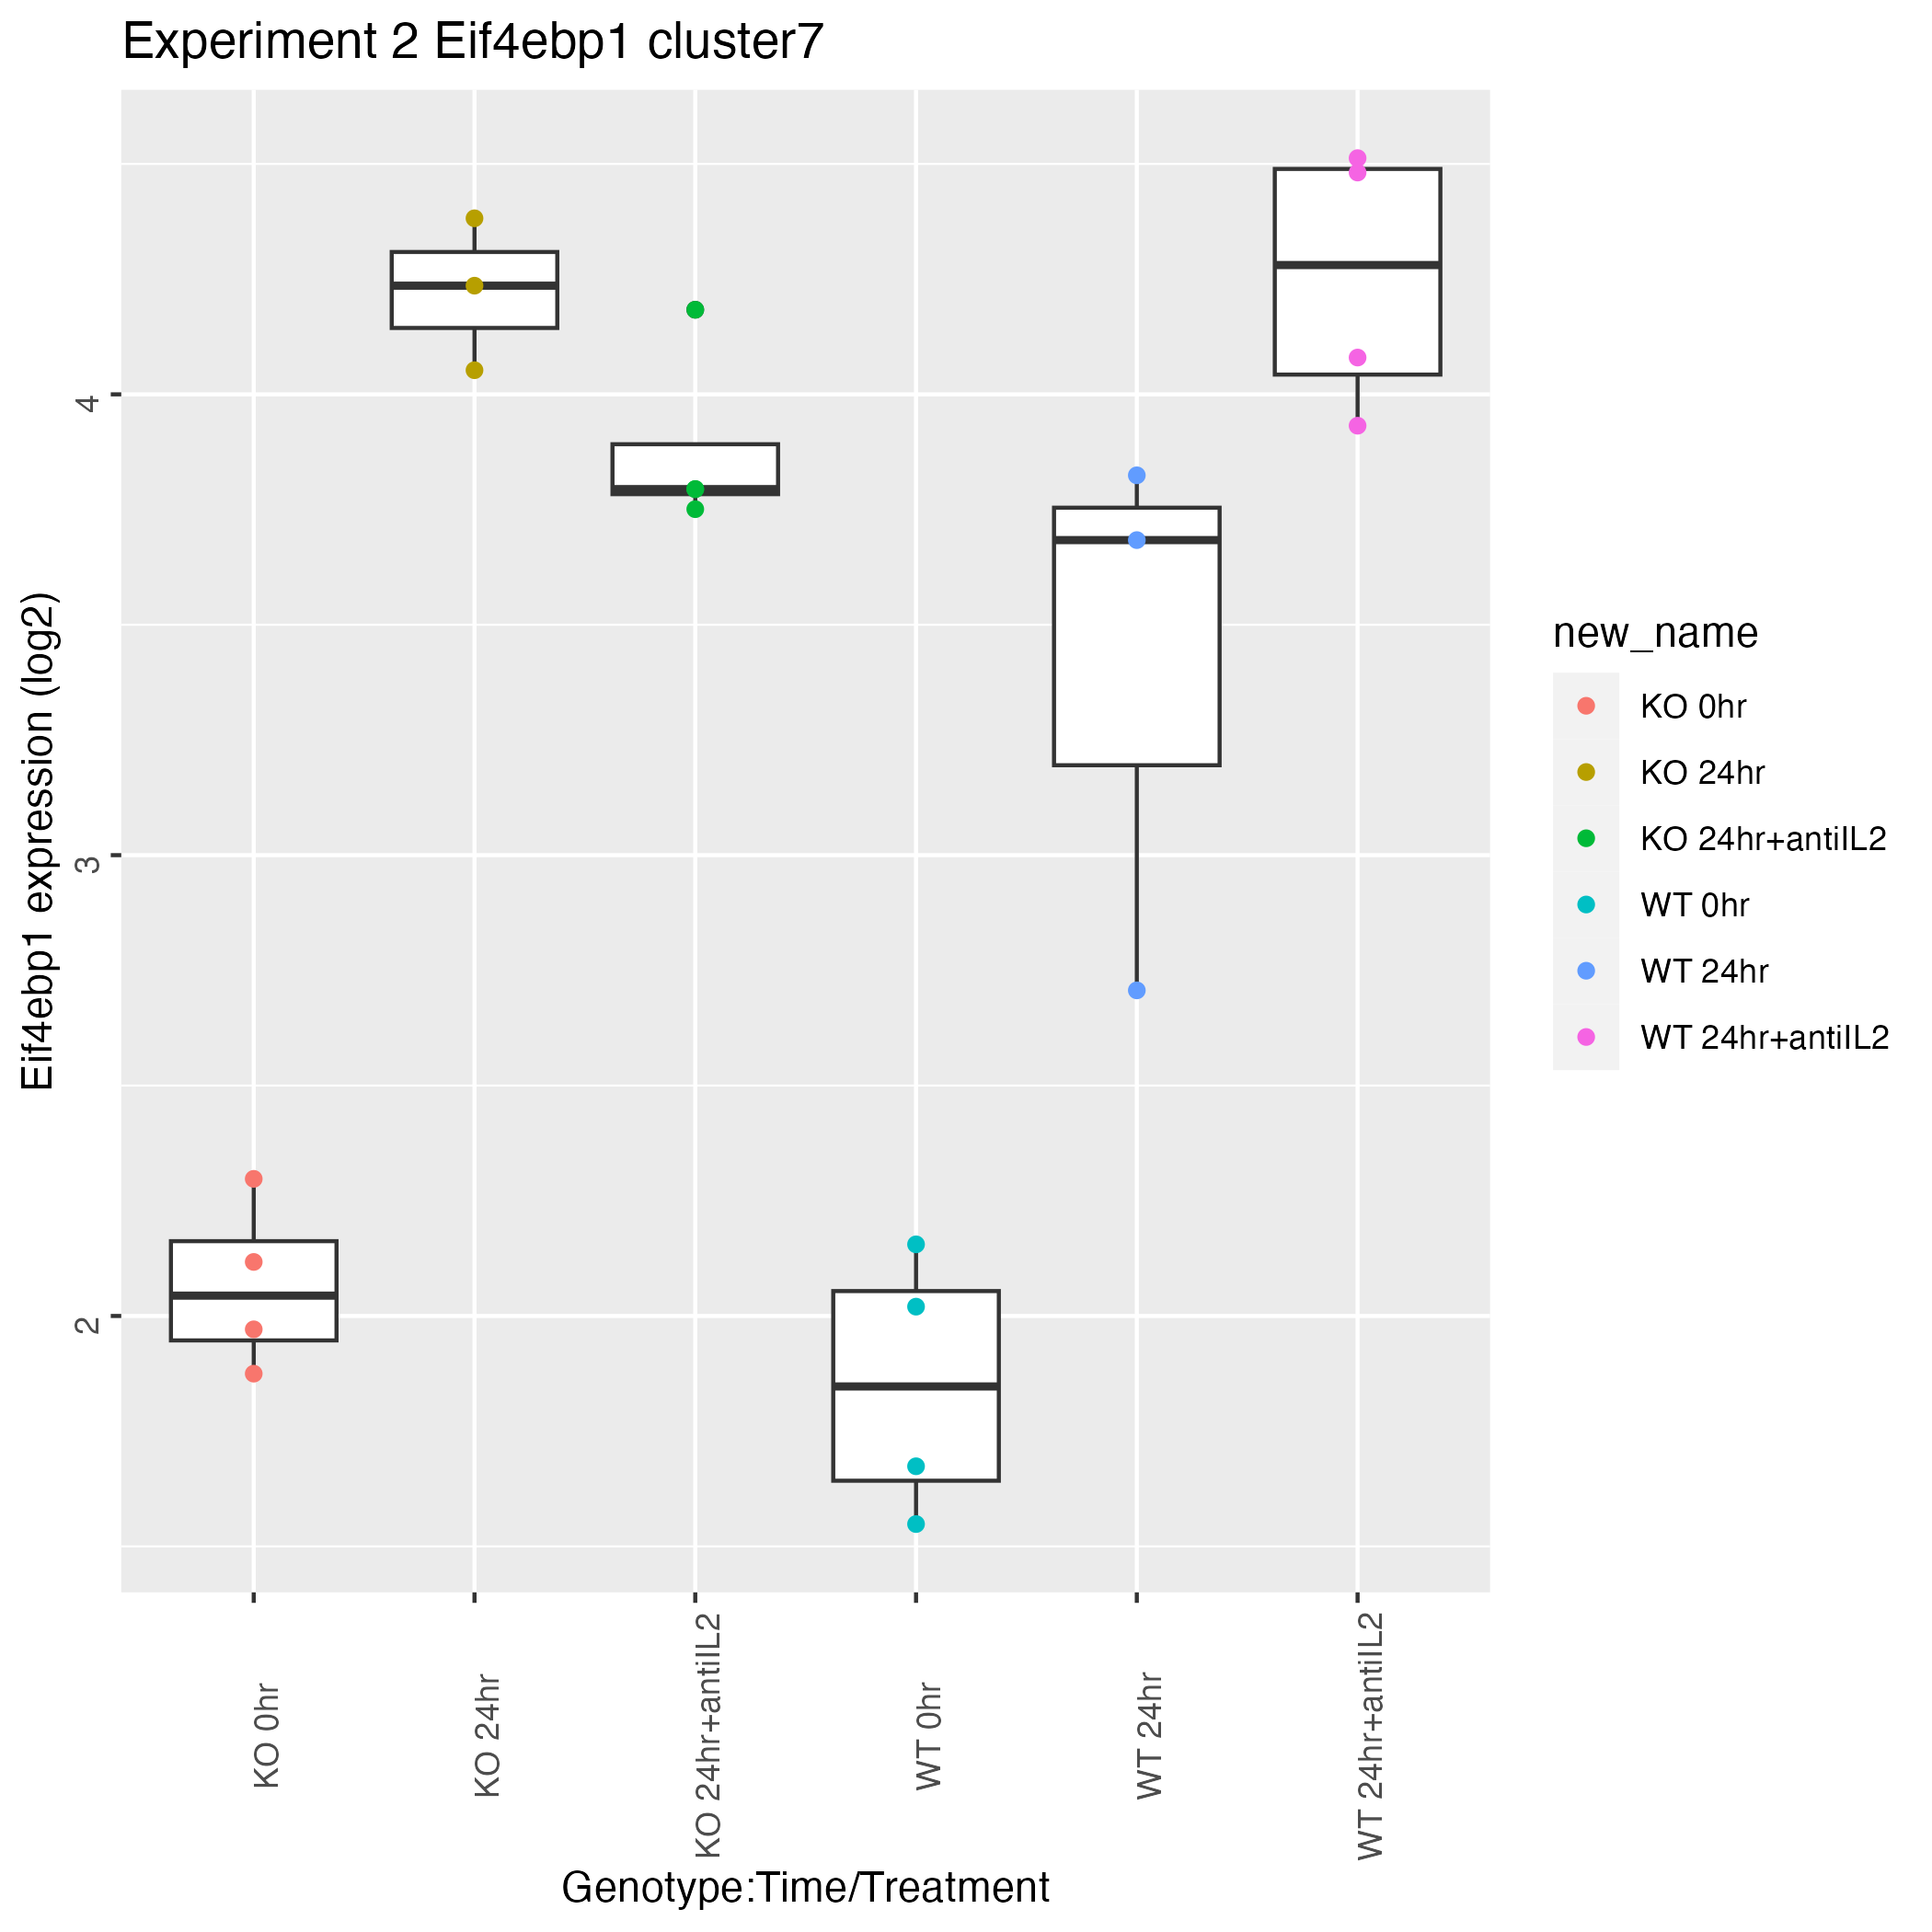 Experiment 2 Eif4ebp1 cluster7
Eif4ebp1 expression (log2)
4
3
2
KO 0hr
KO 24hr
KO 24hr+antiIL2
WT 0hr
WT 24hr
WT 24hr+antiIL2
Genotype:Time/Treatment
new_name
KO 0hr
KO 24hr
KO 24hr+antiIL2
WT 0hr
WT 24hr
WT 24hr+antiIL2